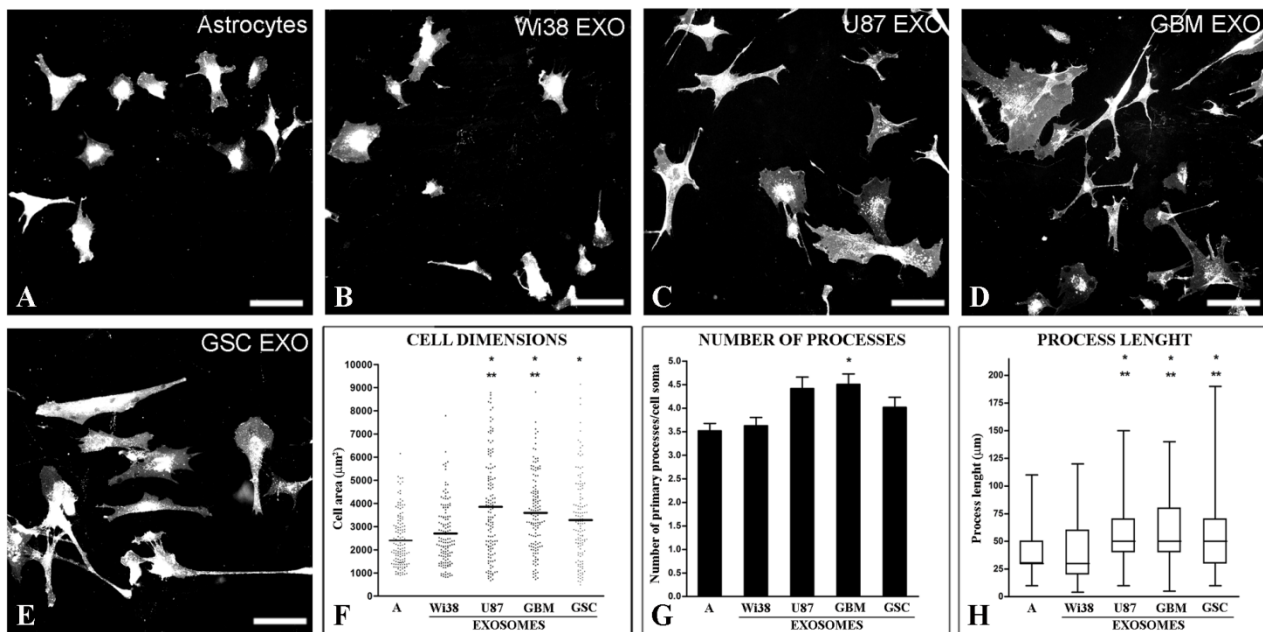 Astrocytes
A
Wi38 EXO
B
U87 EXO
C
GBM EXO
D
GSC EXO
E
CELL DIMENSIONS
* * *
** **
10000
9000
8000
7000
6000
5000
4000
3000
2000
1000
0
Cell area (µm²)
A Wi38 U87 GBM GSC
EXOSOMES
F
NUMBER OF PROCESSES
*
5.0
4.5
4.0
3.5
3.0
2.5
2.0
1.5
1.0
0.5
0.0
Number of primary processes/cell soma
A Wi38 U87 GBM GSC
EXOSOMES
G
PROCESS LENGHT
* * *
** ** **
200
175
150
125
100
75
50
25
0
Process lenght (µm)
A Wi38 U87 GBM GSC
EXOSOMES
H